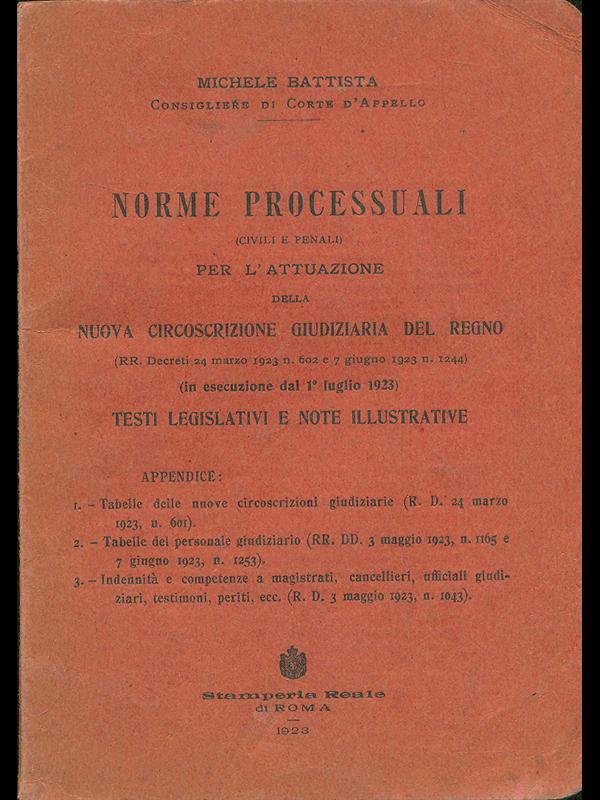 MICHELE BATTISTA
CONSIGLIERE DI CORTE D'APPELLO
NORME PROCESSUALI
(CIVILI E PENALI)
PER L'ATTUAZIONE
DELLA
NUOVA CIRCOSCRIZIONE GIUDIZIARIA DEL REGNO
(RR. Decreti 24 marzo 1923 n. 602 e 7 giugno 1923 n. 1244)
(in esecuzione dal 1° luglio 1923)
TESTI LEGISLATIVI E NOTE ILLUSTRATIVE
APPENDICE:
1. – Tabelle delle nuove circoscrizioni giudiziarie (R. D. 24 marzo
1923, n. 601).
2. – Tabelle del personale giudiziario (RR. DD. 3 maggio 1923, n. 1165 e
7 giugno 1923, n. 1253).
3. – Indennità e competenze a magistrati, cancellieri, ufficiali giudi-
ziari, testimoni, periti, ecc. (R. D. 3 maggio 1923, n. 1043).
Stamperia Reale
di ROMA
1923